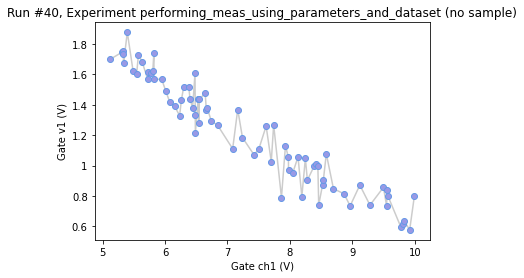 Run #40, Experiment performing_meas_using_parameters_and_dataset (no sample)
Gate v1 (V)
1.8
1.6
1.4
1.2
1
0.8
0.6
5 6 7 8 9 10
Gate ch1 (V)